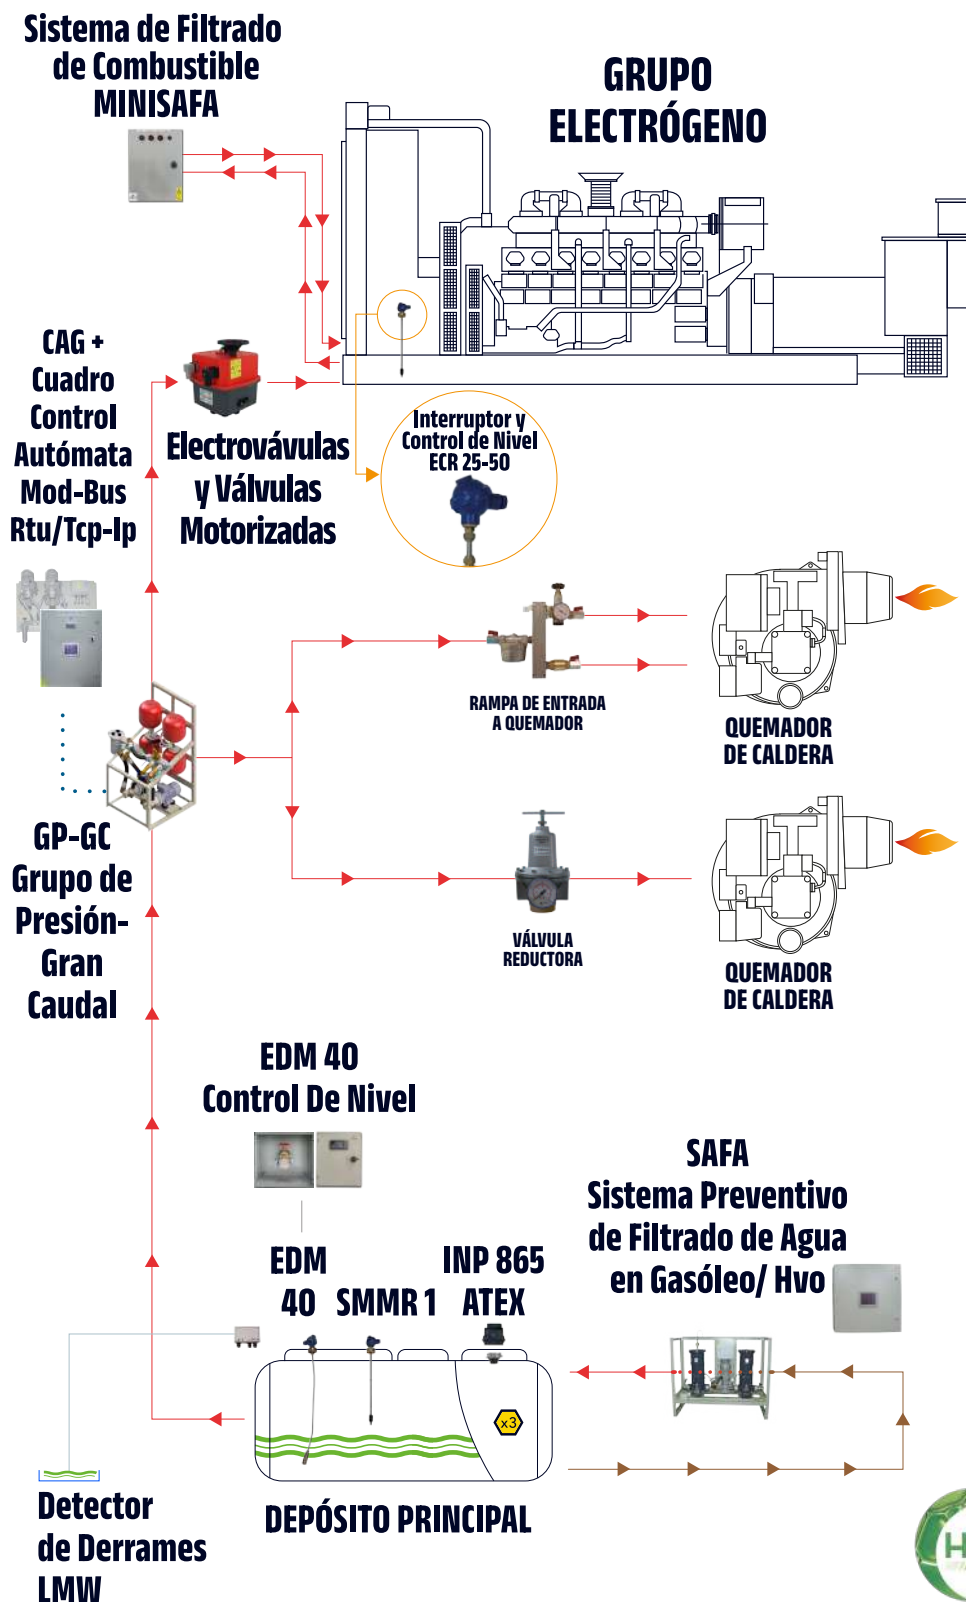 Sistema de Filtrado
de Combustible
MINISAFA
GRUPO
ELECTRÓGENO
CAG +
Cuadro
Control
Autómata
Mod-Bus
Rtu/Tcp-Ip
Electrovávulas
y Válvulas
Motorizadas
Interruptor y
Control de Nivel
ECR 25-50
RAMPA DE ENTRADA
A QUEMADOR
QUEMADOR
DE CALDERA
GP-GC
Grupo de
Presión-
Gran
Caudal
VÁLVULA
REDUCTORA
QUEMADOR
DE CALDERA
EDM 40
Control De Nivel
SAFA
Sistema Preventivo
de Filtrado de Agua
en Gasóleo/ Hvo
EDM
40
SMMR 1
INP 865
ATEX
x3
DEPÓSITO PRINCIPAL
Detector
de Derrames
LMW